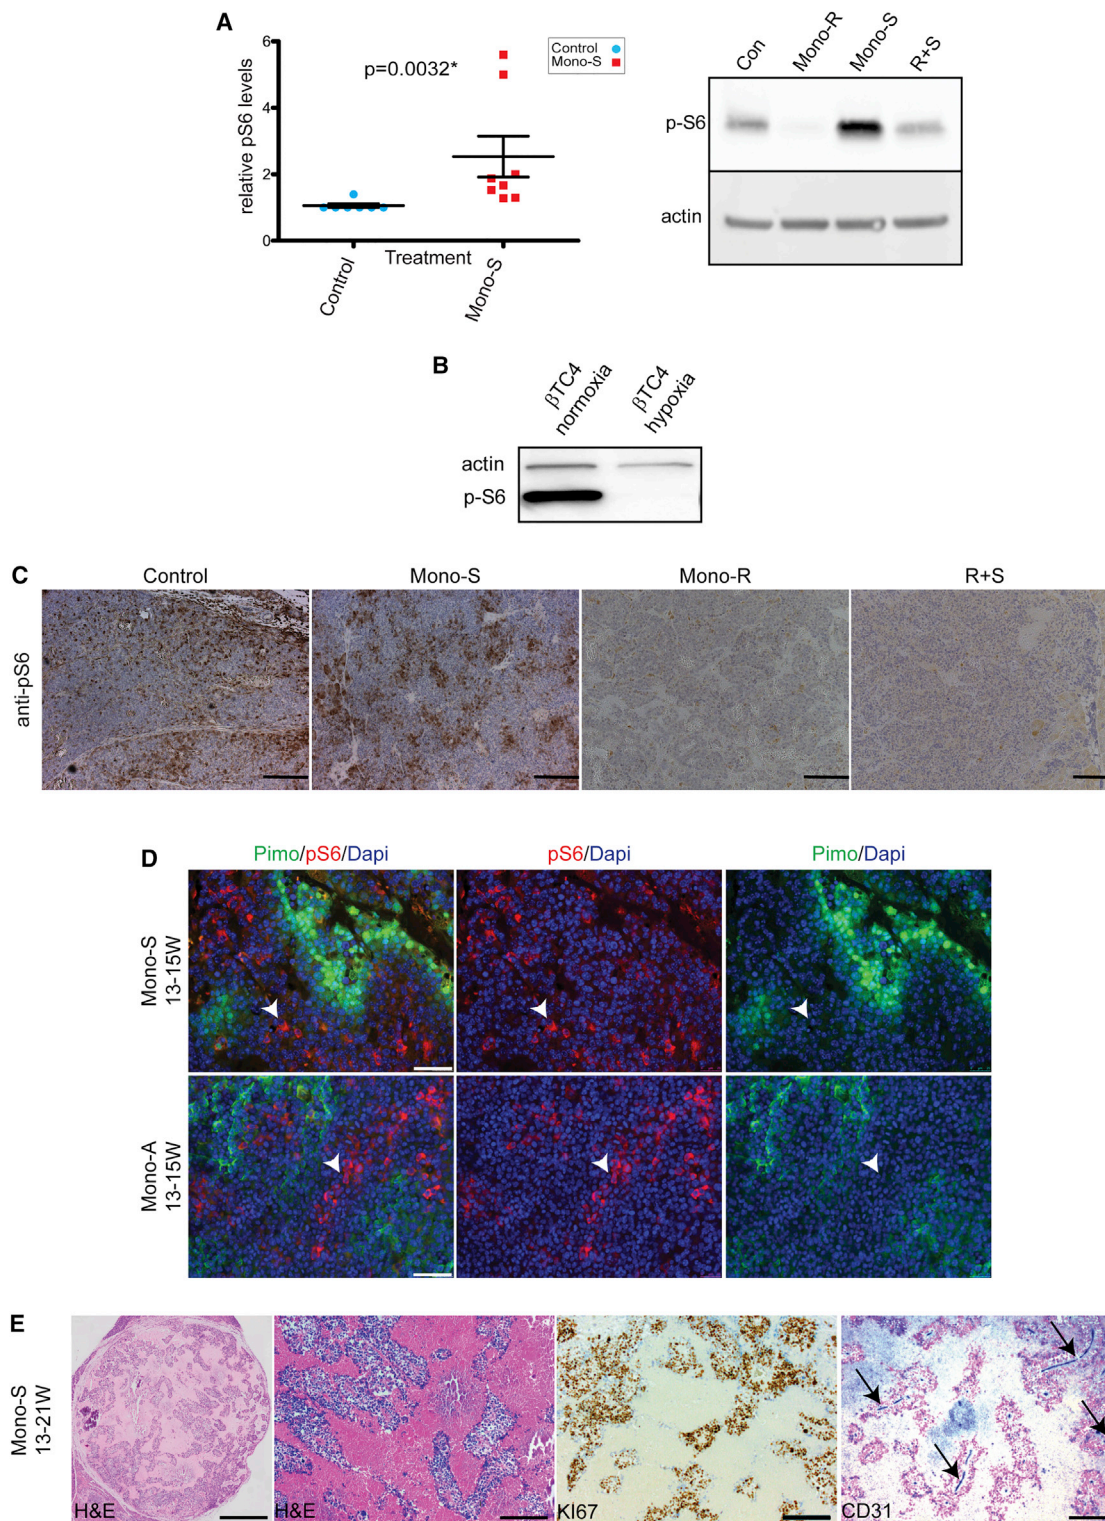 A
6
4
2
0
relative pS6 levels
p=0.0032*
Control
Mono-S
Treatment
Control
Mono-S
Con
Mono-R
Mono-S
R+S
p-S6
actin
B
βTC4
normoxia
βTC4
hypoxia
actin
p-S6
C
Control
Mono-S
Mono-R
R+S
anti-pS6
D
Pimo/pS6/Dapi
pS6/Dapi
Pimo/Dapi
Mono-S
13-15W
Mono-A
13-15W
E
Mono-S
13-21W
H&E
H&E
KI67
CD31